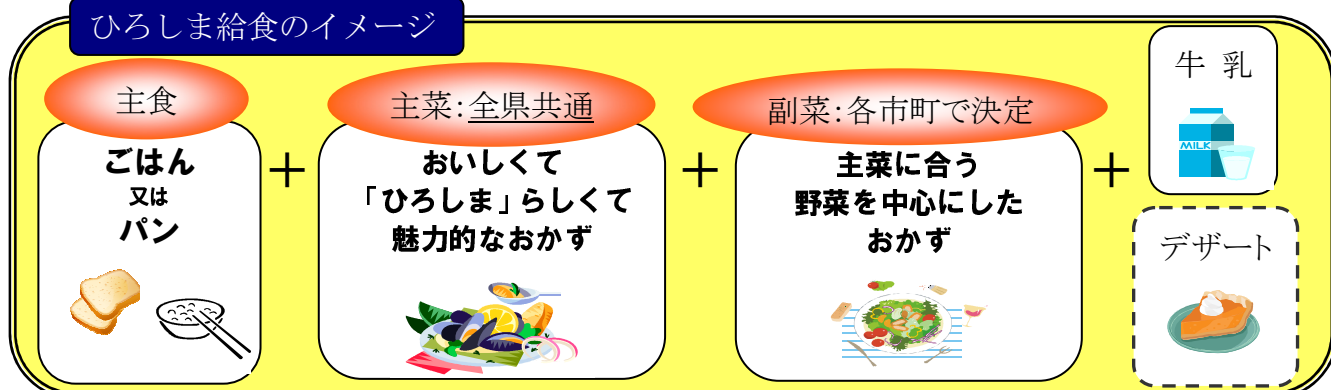 ひろしま給食のイメージ
主食
ごはん
又は
パン
＋
主菜：全県共通
おいしくて
「ひろしま」らしくて
魅力的なおかず
＋
副菜：各市町で決定
主菜に合う
野菜を中心にした
おかず
＋
牛 乳
MILK
デザート